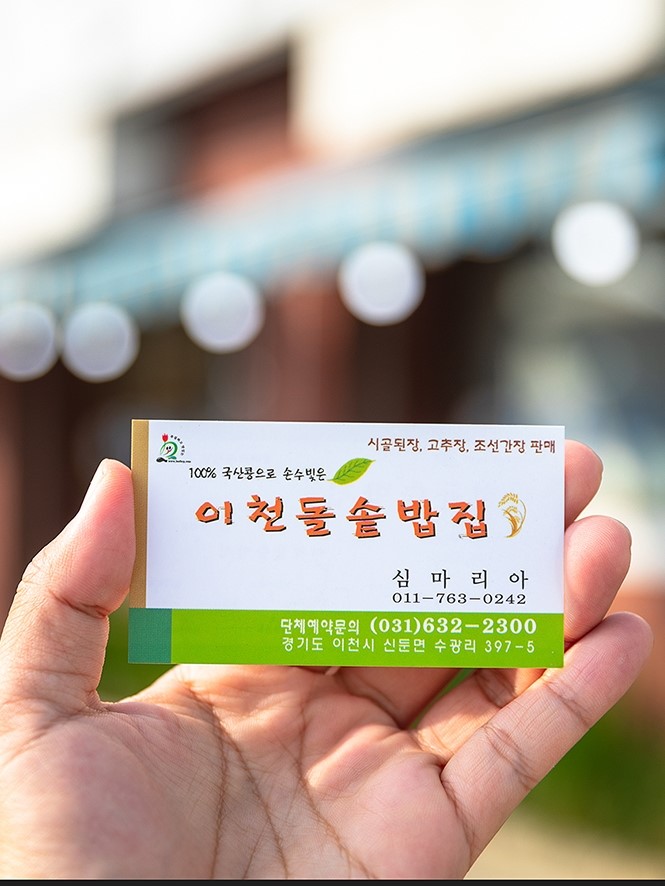 시골된장, 고추장, 조선간장 판매
100% 국산콩으로 손수빚은
이천돌솥밥집
심 마 리 아
011-763-0242
단체예약문의 (031)632-2300
경기도 이천시 신둔면 수광리 397-5